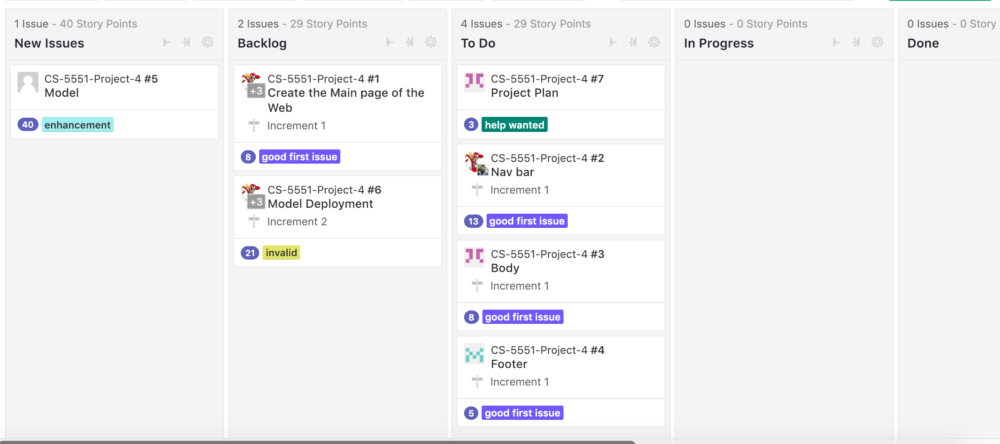 1 Issue - 40 Story Points
New Issues
CS-5551-Project-4 #5
Model
40 enhancement
2 Issues - 29 Story Points
Backlog
CS-5551-Project-4 #1
+3
Create the Main page of the
Web
Increment 1
8 good first issue
CS-5551-Project-4 #6
+3
Model Deployment
Increment 2
21 invalid
4 Issues - 29 Story Points
To Do
CS-5551-Project-4 #7
Project Plan
3 help wanted
CS-5551-Project-4 #2
Nav bar
Increment 1
13 good first issue
CS-5551-Project-4 #3
Body
Increment 1
8 good first issue
CS-5551-Project-4 #4
Footer
Increment 1
5 good first issue
0 Issues - 0 Story Points
In Progress
0 Issues - 0 Story
Done